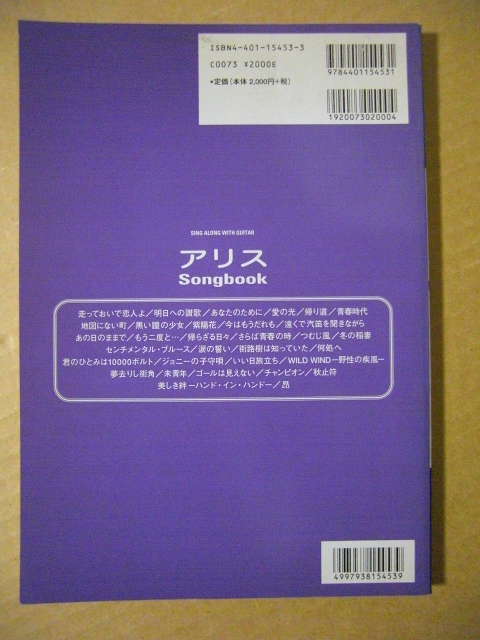 ISBN4-401-15453-3
C0073 ¥2000E
•定価(本体 2,000円+税)
9784401154531
1920073020004
SING ALONG WITH GUITAR
アリス
Songbook
走っておいで恋人よ/明日への讃歌/あなたのために/愛の光/帰り道/青春時代
地図にない町/黒い瞳の少女/紫陽花/今はもうだれも/遠くで汽笛を聞きながら
あの日のままで/もう二度と…/帰らざる日々/さらば青春の時/つむじ風/冬の稲妻
センチメンタル・ブルース/涙の誓い/街路樹は知っていた/何処へ
君のひとみは10000ボルト/ジョニーの子守唄/いい日旅立ち/WILD WIND―野性の疾風―
夢去りし街角/未青年/ゴールは見えない/チャンピオン/秋止符
美しき絆 ―ハンド・イン・ハンド―/昴
4997938154539